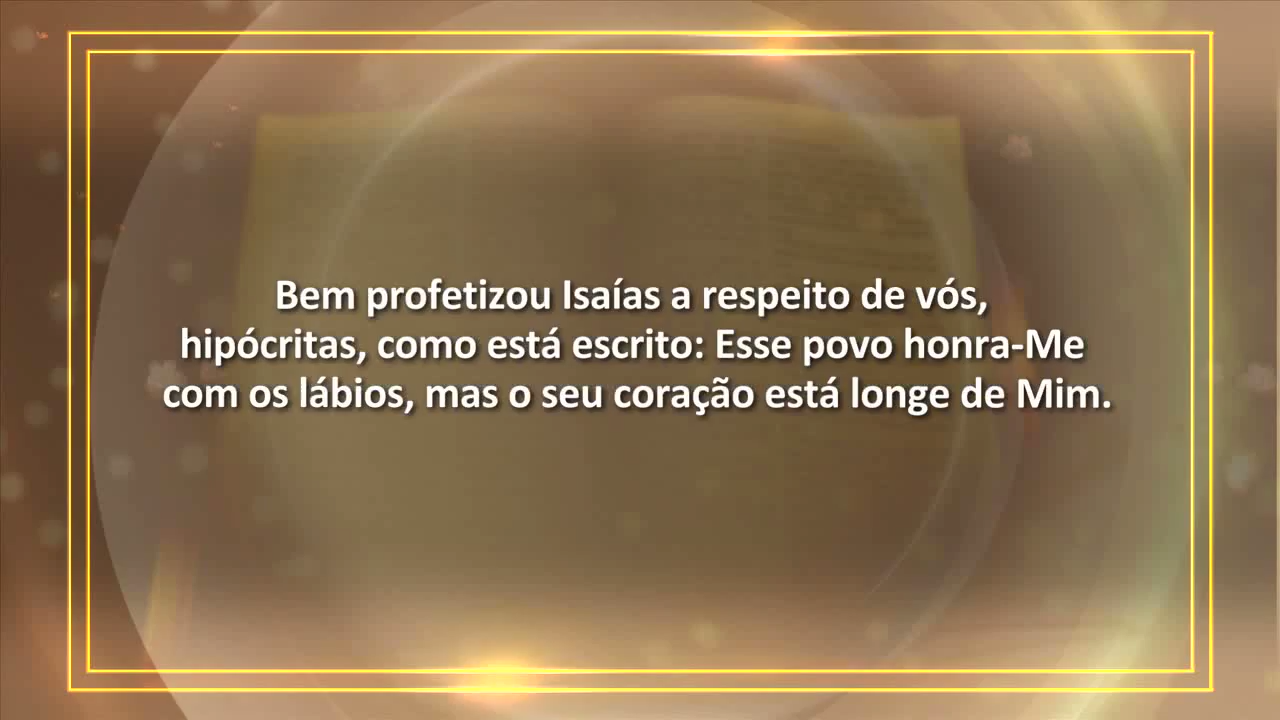 Bem profetizou Isaías a respeito de vós,
hipócritas, como está escrito: Esse povo honra-Me
com os lábios, mas o seu coração está longe de Mim.